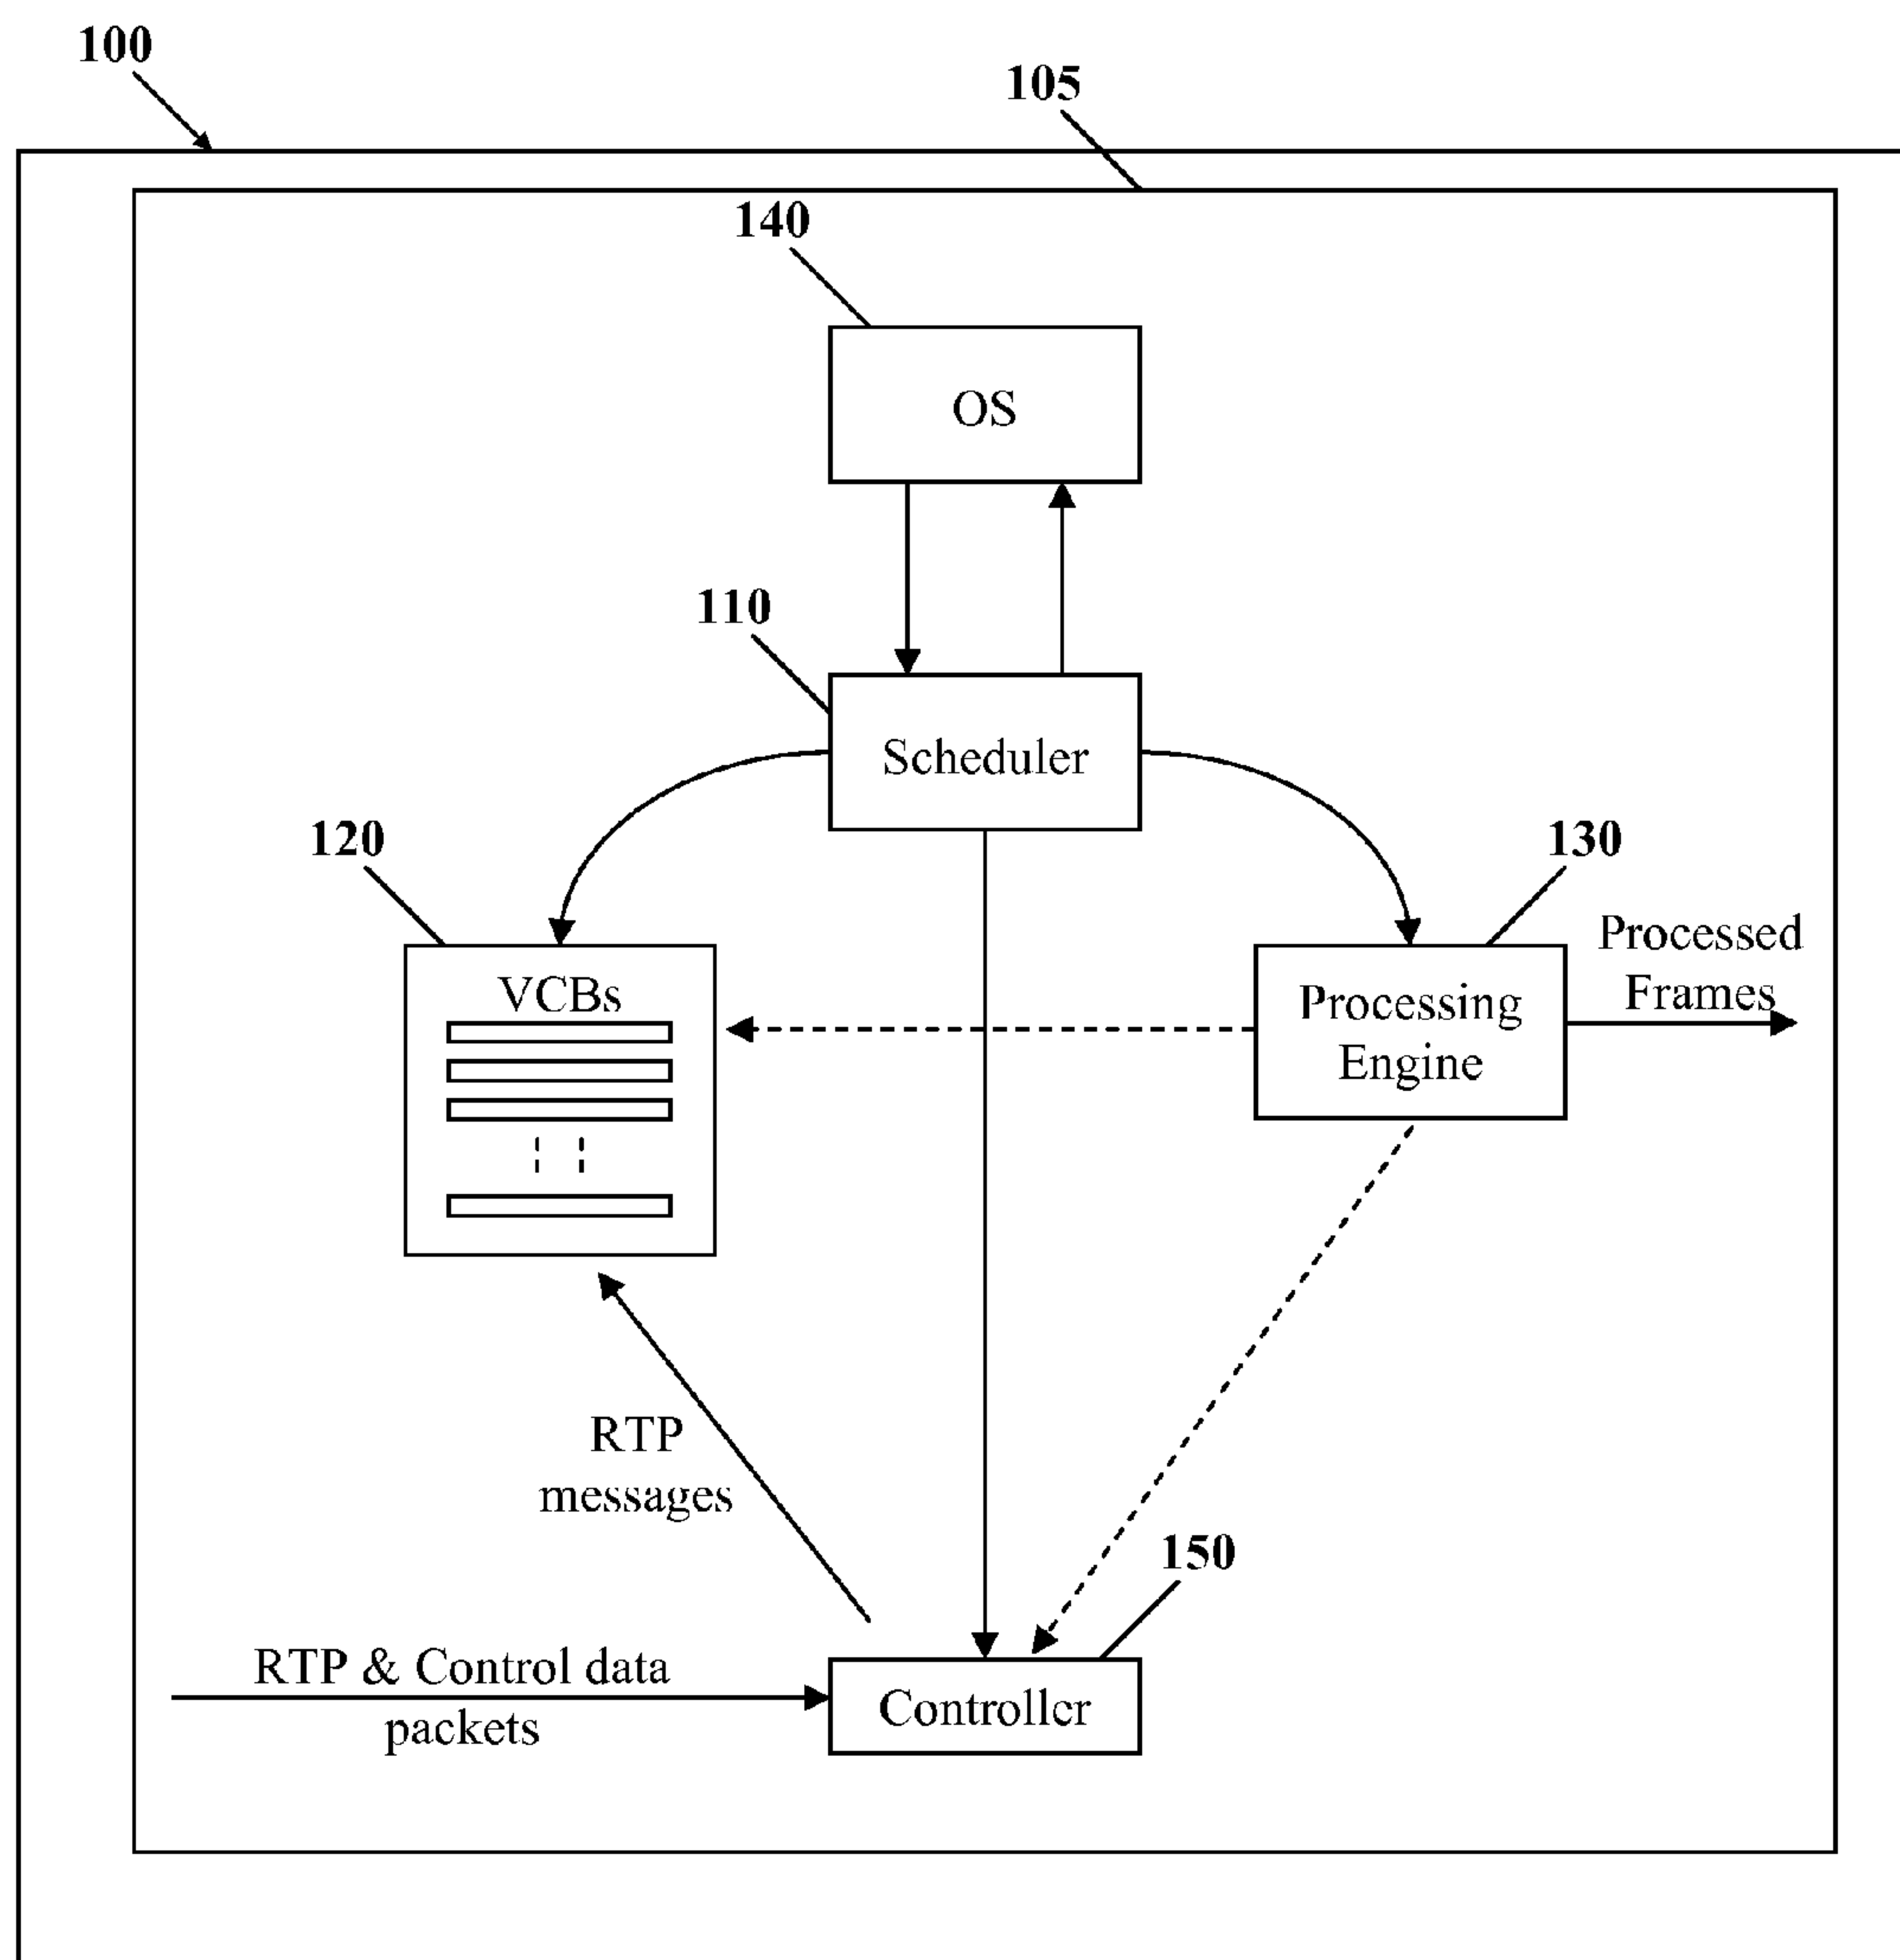 100
105
140
OS
110
Scheduler
120
130
VCBs
Processed
Frames
Processing
Engine
RTP
messages
150
RTP & Control data
packets
Controller